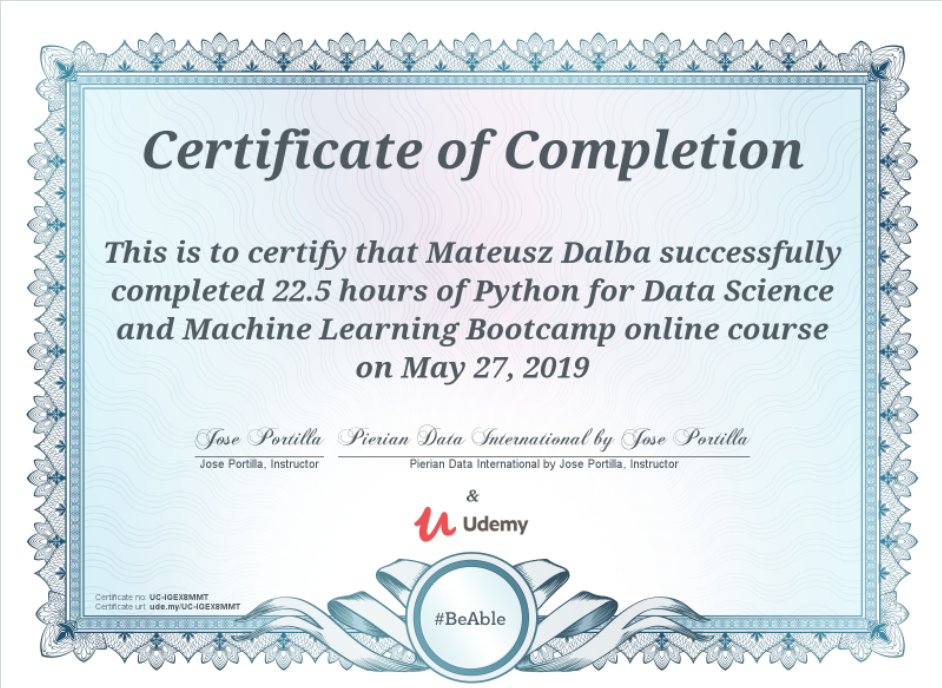 Certificate of Completion
This is to certify that Mateusz Dalba successfully
completed 22.5 hours of Python for Data Science
and Machine Learning Bootcamp online course
on May 27, 2019
Jose Portilla Pierian Data International by Jose Portilla
Jose Portilla, Instructor Pierian Data International by Jose Portilla, Instructor
&
Udemy
Certificate no. UC-IGEX8MMT
Certificate url. ude.my/UC-IGEX8MMT
#BeAble